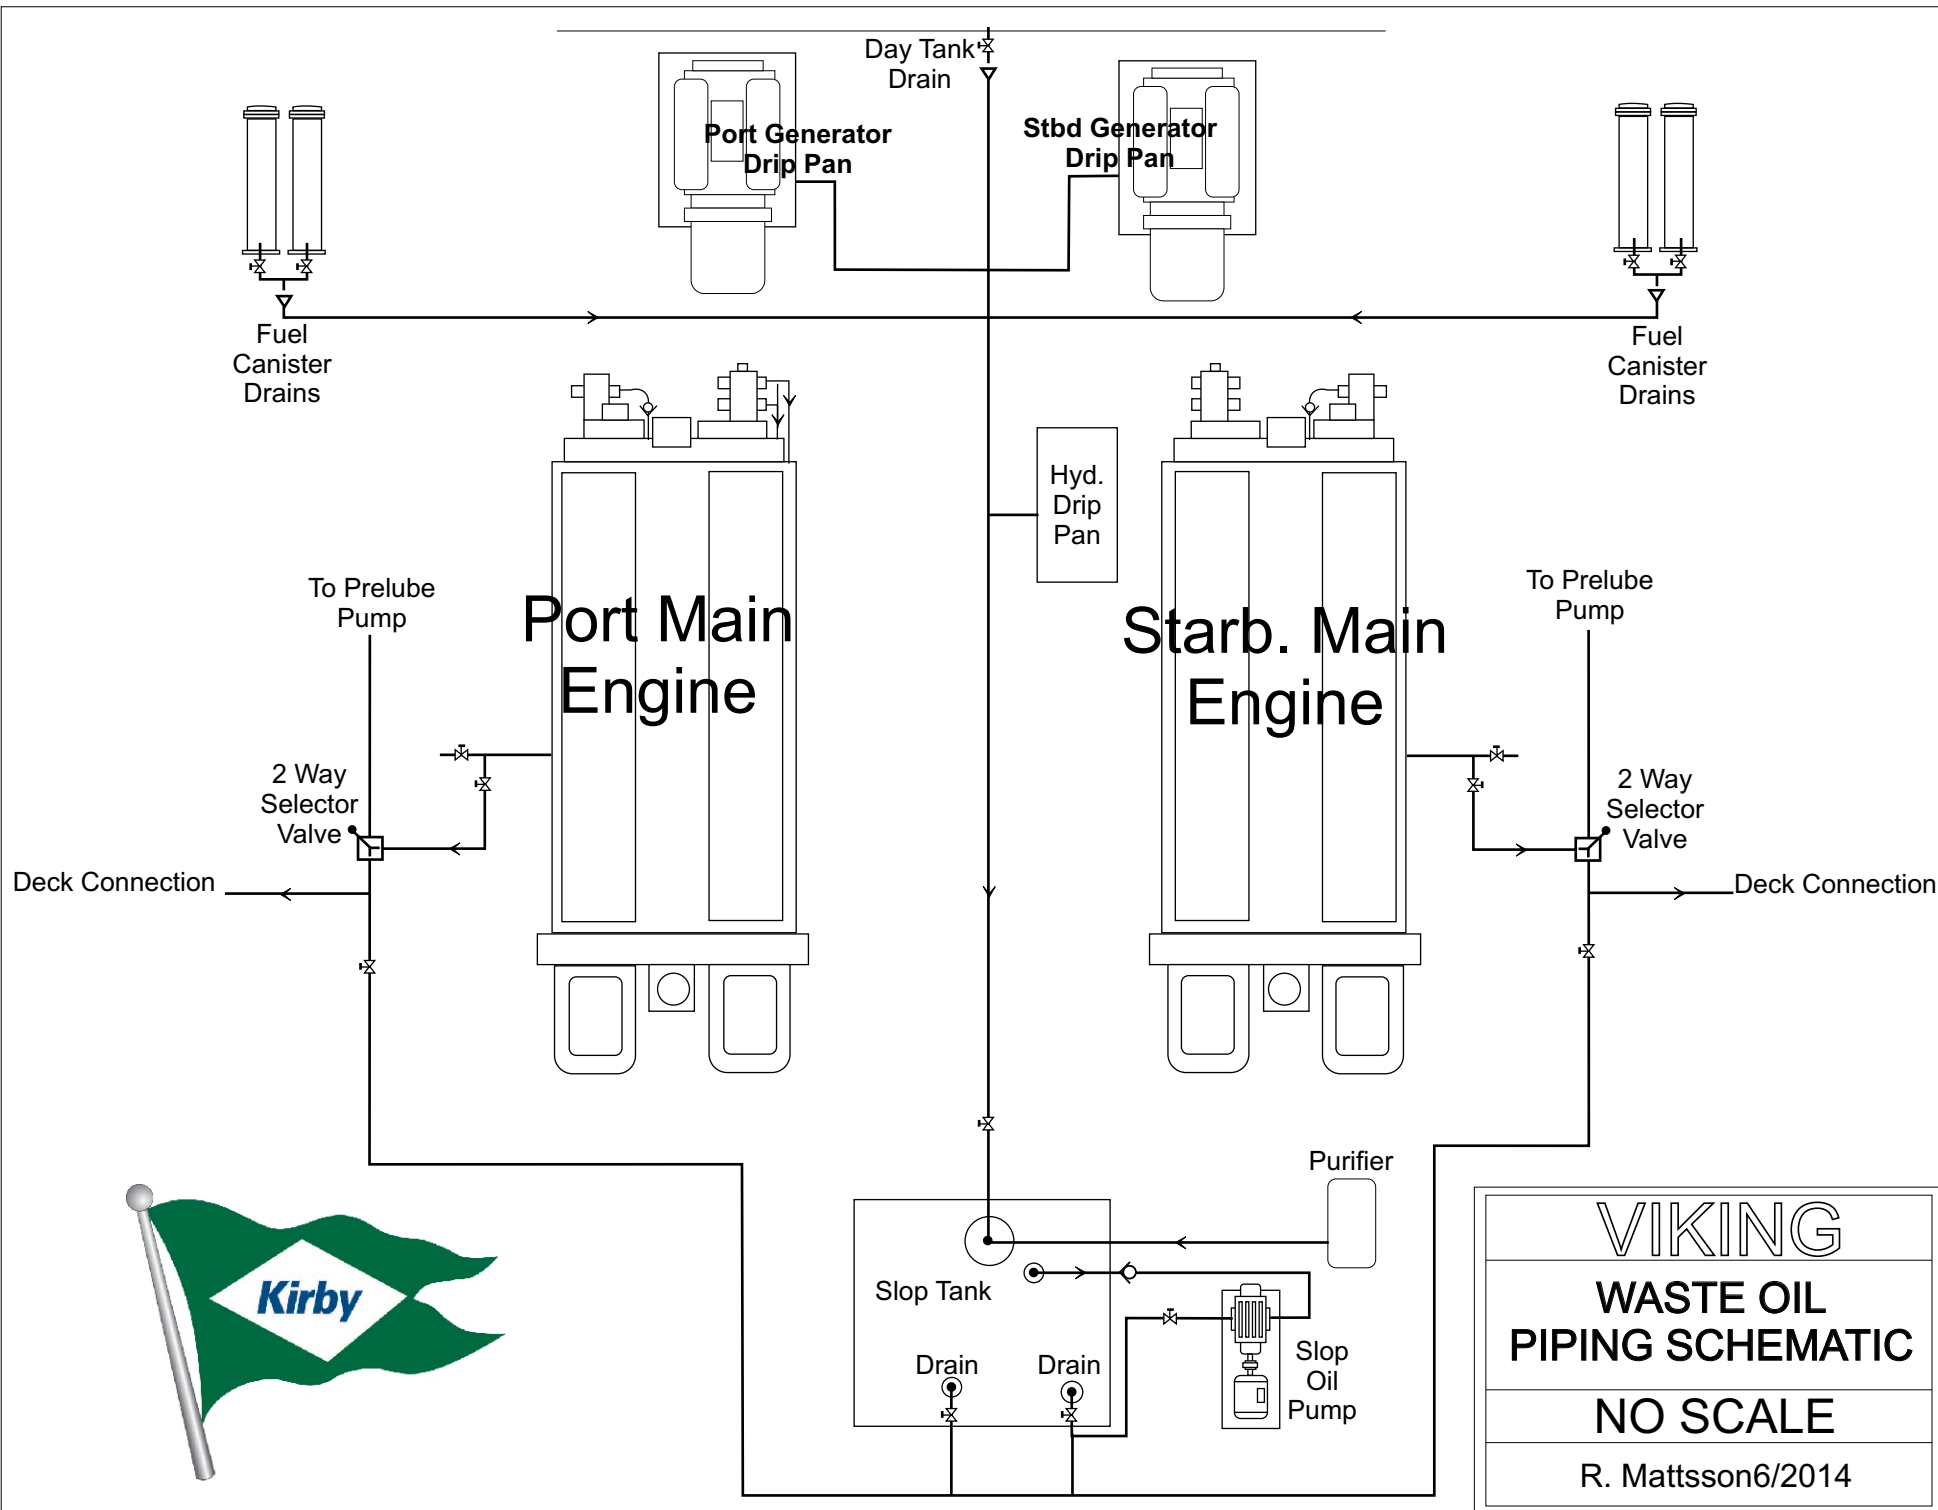 Day Tank
Drain
Port Generator
Drip Pan
Stbd Generator
Drip Pan
Fuel
Canister
Drains
Fuel
Canister
Drains
Hyd.
Drip
Pan
To Prelube
Pump
Port Main
Engine
Starb. Main
Engine
To Prelube
Pump
2 Way
Selector
Valve
2 Way
Selector
Valve
Deck Connection
Deck Connection
Purifier
Slop Tank
Drain
Drain
Slop
Oil
Pump
Kirby
VIKING
WASTE OIL
PIPING SCHEMATIC
NO SCALE
R. Mattsson6/2014